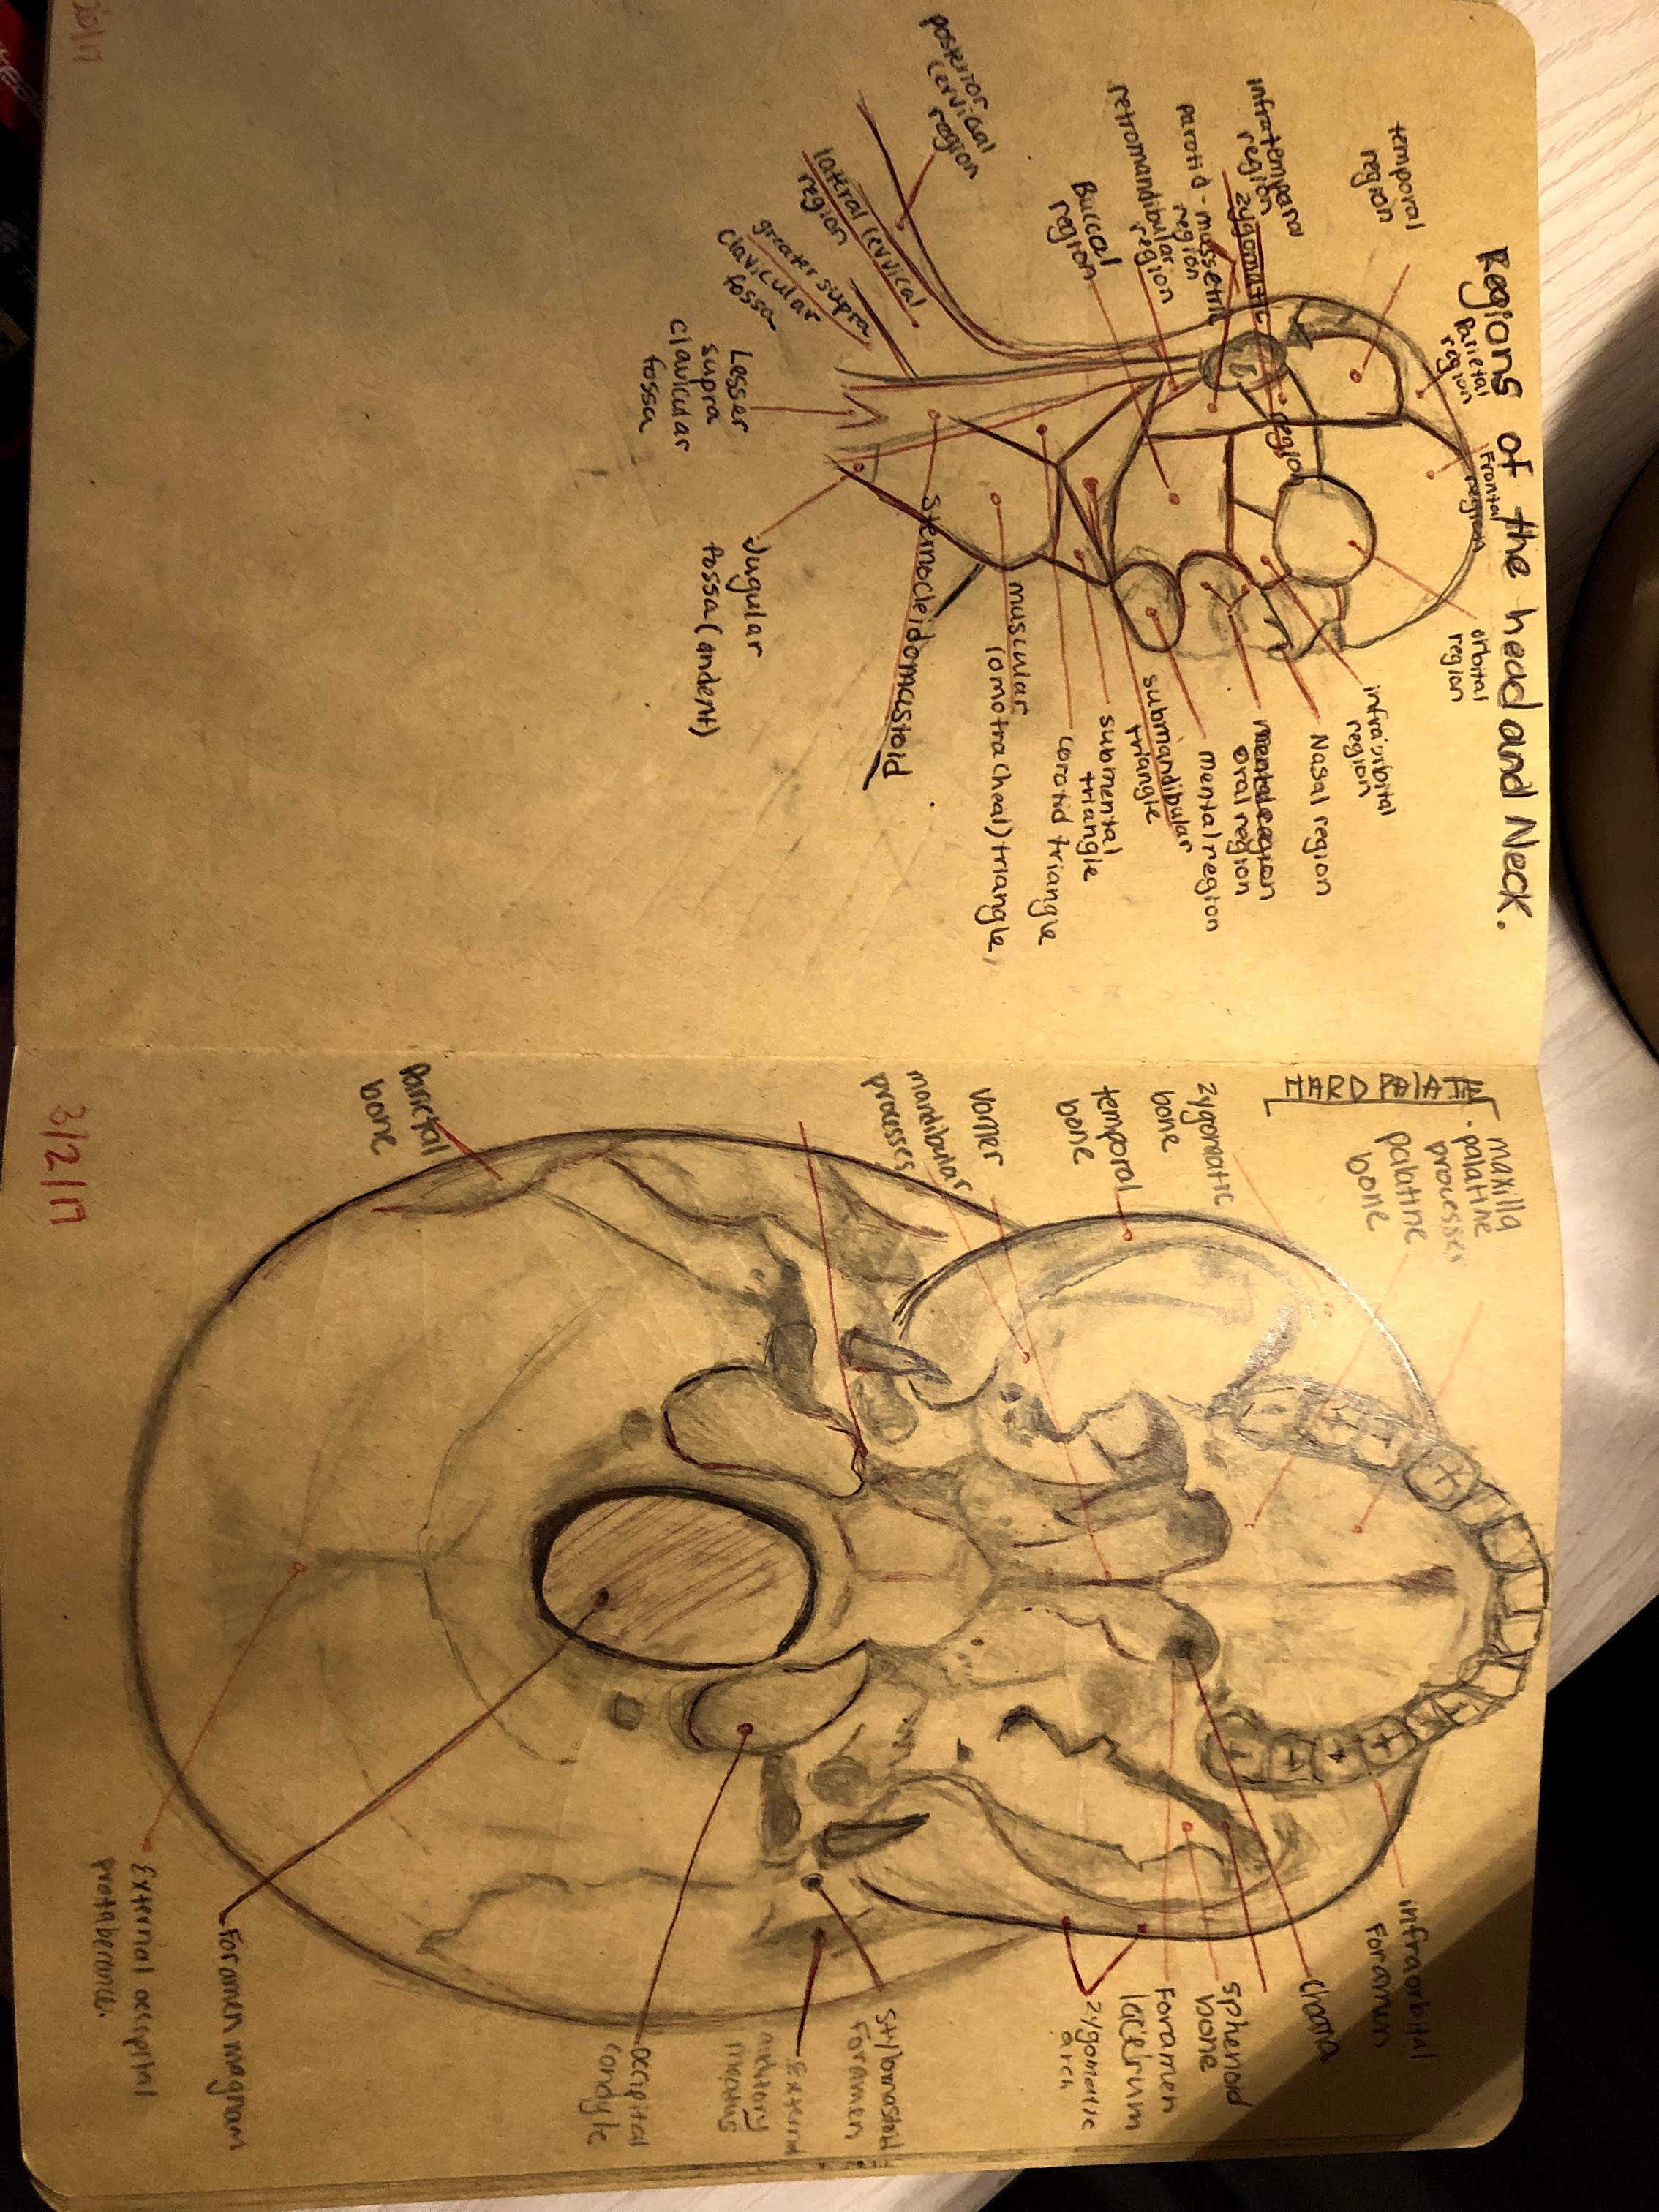 Regions of the head and Neck.
Parietal
region
Frontal
region
orbital
region
temporal
region
infraorbital
region
Nasal region
infratemporal
region
zygomatic
region
mental region
oral region
parotid-massetric
region
mental region
retromandibular
region
submandibular
triangle
Buccal
region
submental
triangle
corotid triangle
muscular
(omotracheal) triangle
posterior
cervical
region
Sternocleidomastoid
lateral cervical
region
greater supra
clavicular
fossa
Lesser
supra
clavicular
fossa
Jugular
fossa (indent)
HARD PALATE
maxilla
palatine
processes
palatine
bone
zygomatic
bone
temporal
bone
Vomer
mandibular
processes
Parietal
bone
infraorbital
Foramen
Choana
sphenoid
bone
Foramen
lacerum
zygomatic
arch
Stylomastoid
Foramen
External
auditory
meatus
occipital
condyle
Foramen magnam
External occipital
protaberance.
3/2/17